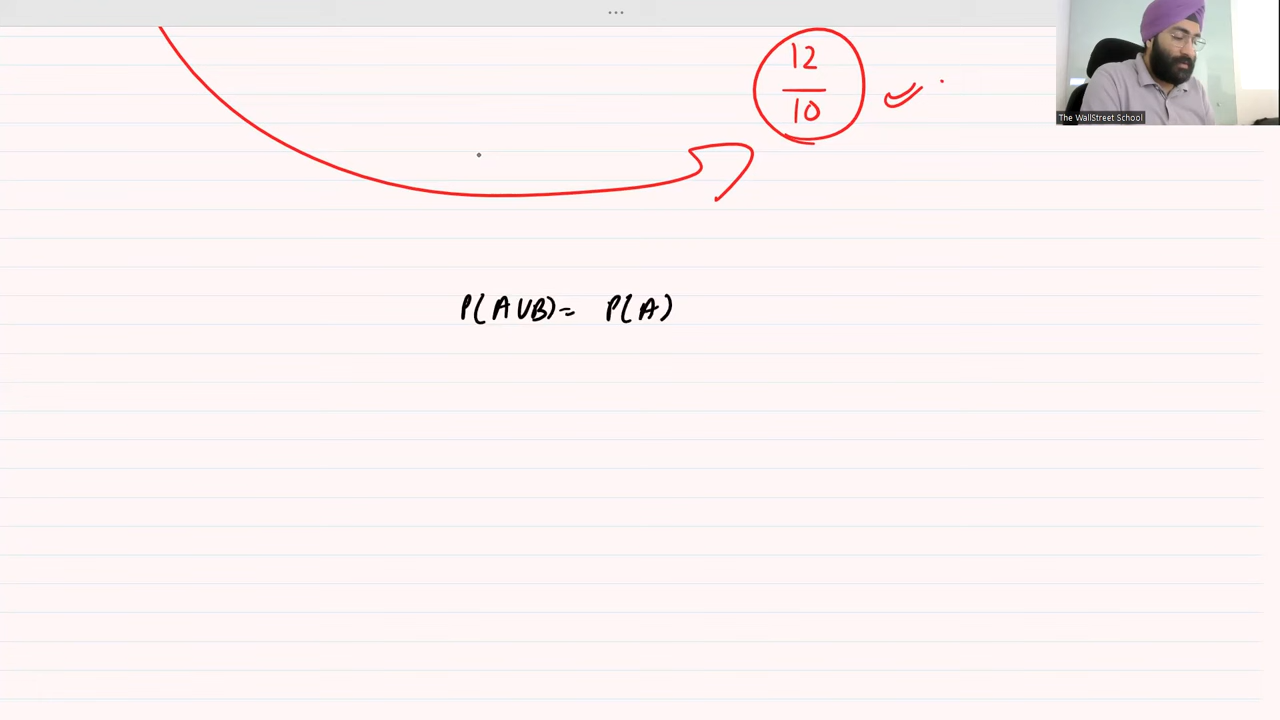 12
10
The WallStreet School
P(A∪B)= P(A)